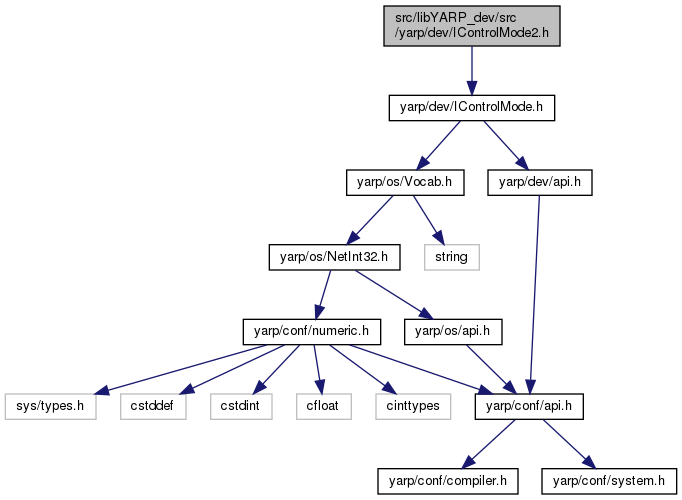 src/libYARP_dev/src
/yarp/dev/IControlMode2.h
yarp/dev/IControlMode.h
yarp/os/Vocab.h
yarp/dev/api.h
yarp/os/NetInt32.h
string
yarp/conf/numeric.h
yarp/os/api.h
sys/types.h
cstddef
cstdint
cfloat
cinttypes
yarp/conf/api.h
yarp/conf/compiler.h
yarp/conf/system.h